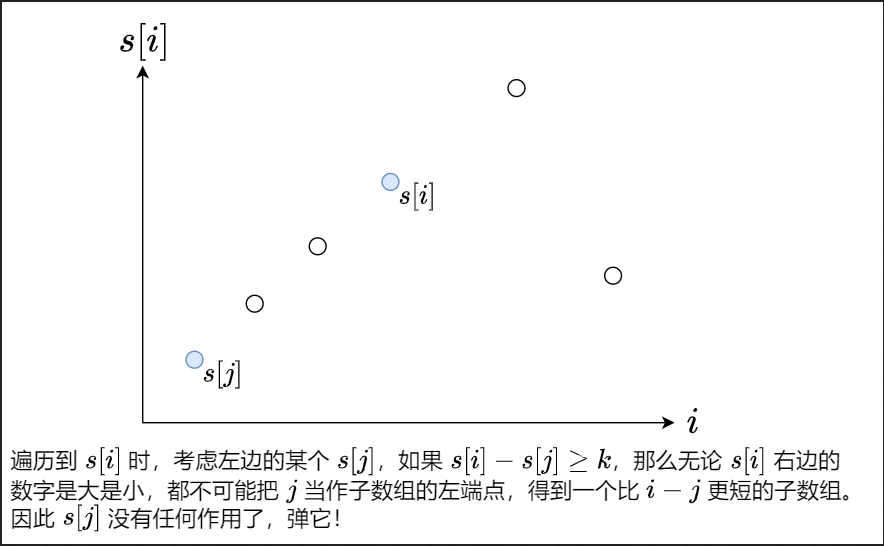 s[i]
s[i]
s[j]
i
遍历到 s[i] 时，考虑左边的某个 s[j]，如果 s[i] − s[j] ≥ k，那么无论 s[i] 右边的
数字是大是小，都不可能把 j 当作子数组的左端点，得到一个比 i − j 更短的子数组。
因此 s[j] 没有任何作用了，弹它！